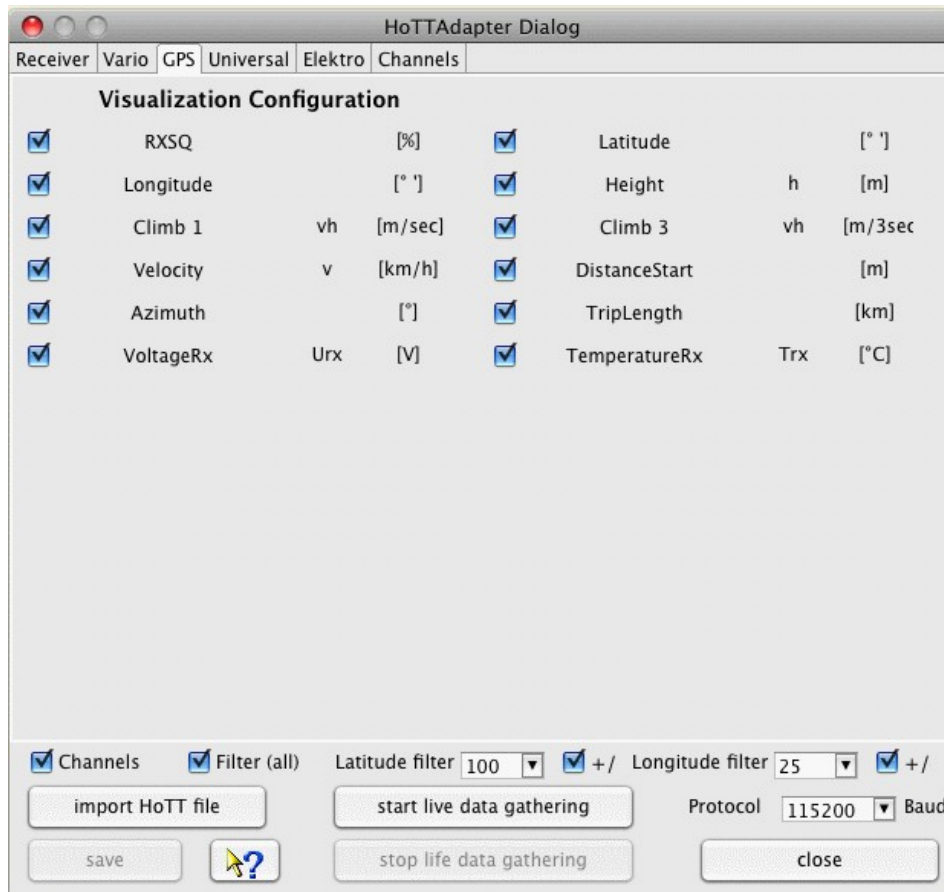 HoTTAdapter Dialog
Receiver Vario GPS Universal Elektro Channels
Visualization Configuration
RXSQ [%] Latitude [° ']
Longitude [° '] Height h [m]
Climb 1 vh [m/sec] Climb 3 vh [m/3sec
Velocity v [km/h] DistanceStart [m]
Azimuth [°] TripLength [km]
VoltageRx Urx [V] TemperatureRx Trx [°C]
Channels Filter (all) Latitude filter 100 +/ Longitude filter 25 +/
import HoTT file start live data gathering Protocol 115200 Baud
save ? stop life data gathering close